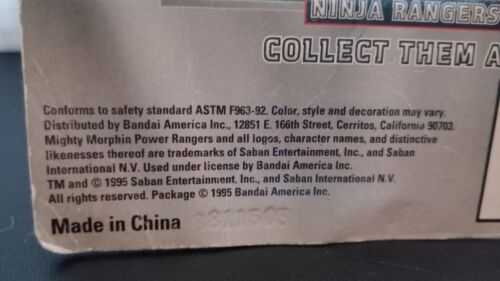 NINJA RANGERS
COLLECT THEM A
Conforms to safety standard ASTM F963-92. Color, style and decoration may vary.
Distributed by Bandai America Inc., 12851 E. 166th Street, Cerritos, California 90703.
Mighty Morphin Power Rangers and all logos, character names, and distinctive
likenesses thereof are trademarks of Saban Entertainment, Inc., and Saban
International N.V. Used under license by Bandai America Inc.
TM and © 1995 Saban Entertainment, Inc., and Saban International N.V.
All rights reserved. Package © 1995 Bandai America Inc.
Made in China